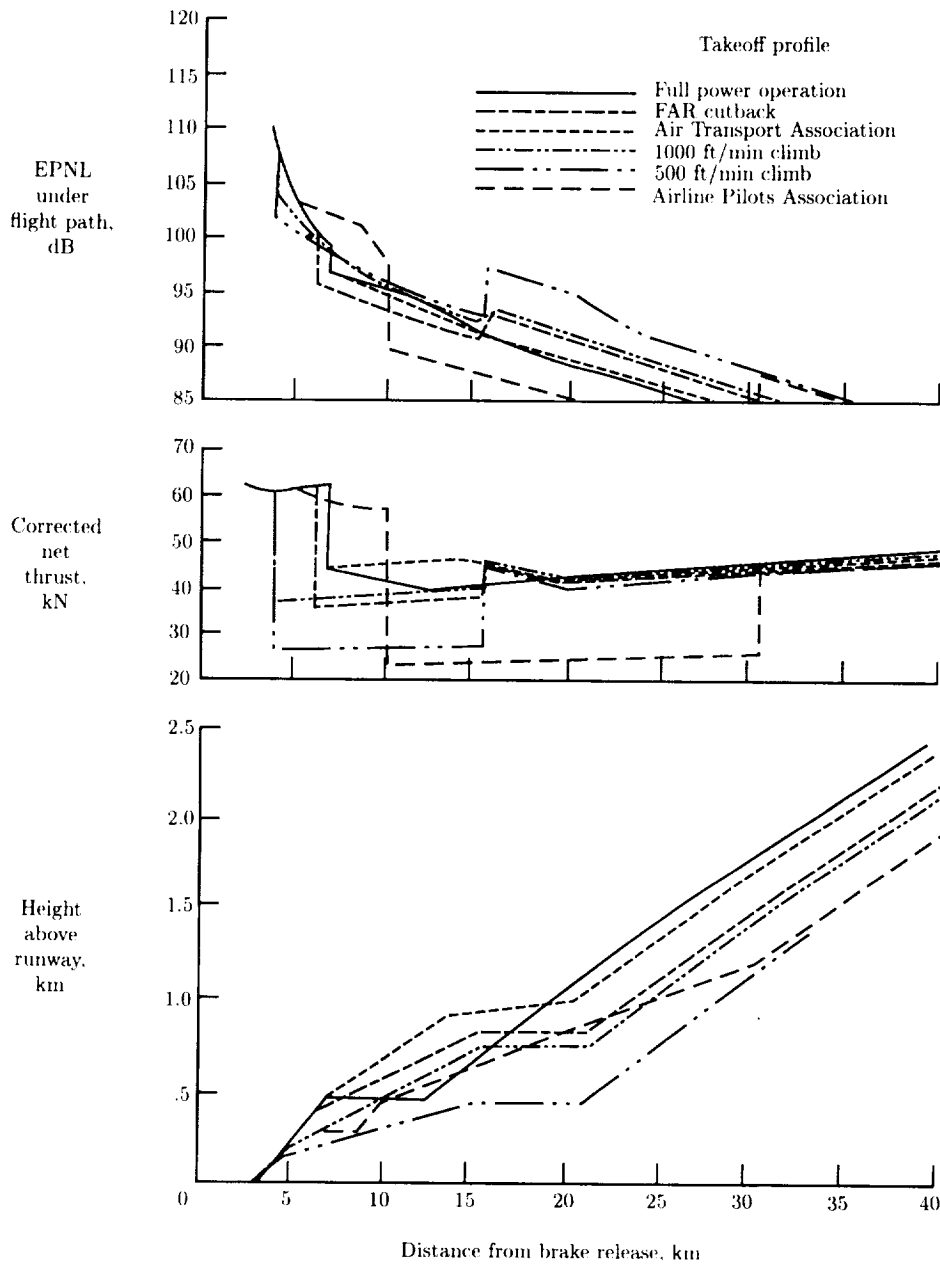 Takeoff profile
Full power operation
FAR cutback
Air Transport Association
1000 ft/min climb
500 ft/min climb
Airline Pilots Association
EPNL
under
flight path,
dB
120
115
110
105
100
95
90
85
Corrected
net
thrust,
kN
70
60
50
40
30
20
Height
above
runway,
km
2.5
2.0
1.5
1.0
.5
0 5 10 15 20 25 30 35 40
Distance from brake release, km